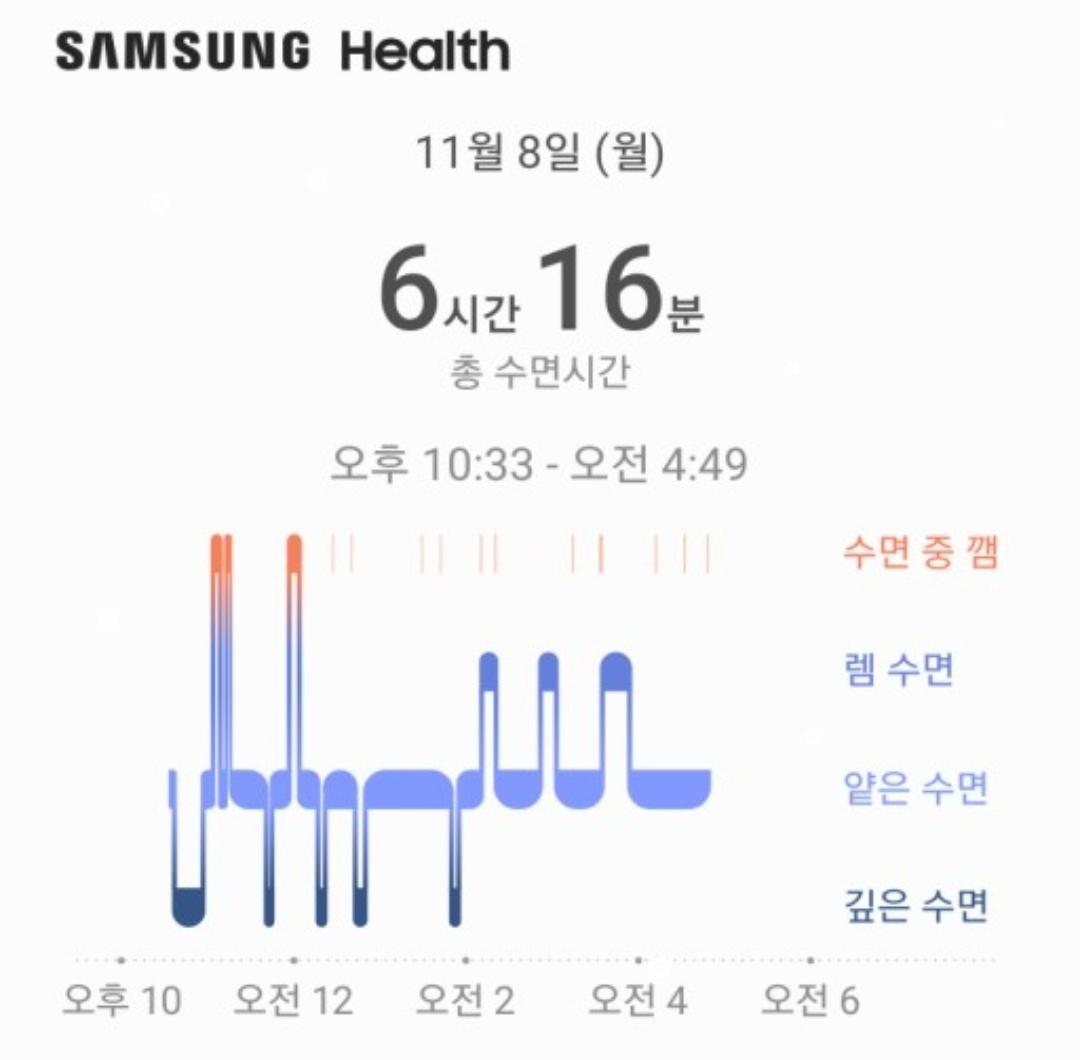 SAMSUNG Health
11월 8일 (월)
6시간 16분
총 수면시간
오후 10:33 - 오전 4:49
수면 중 깸
렘 수면
얕은 수면
깊은 수면
오후 10 오전 12 오전 2 오전 4 오전 6